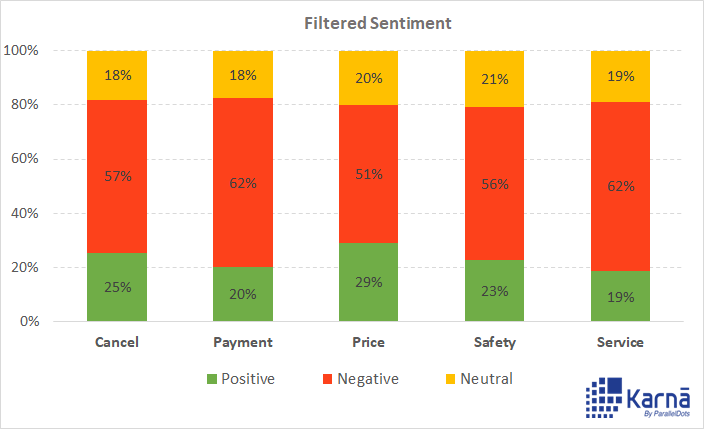 Filtered Sentiment
100%
80%
60%
40%
20%
0%
18% 18% 20% 21% 19%
57% 62% 51% 56% 62%
25% 20% 29% 23% 19%
Cancel Payment Price Safety Service
Positive Negative Neutral
Karnā
By ParallelDots